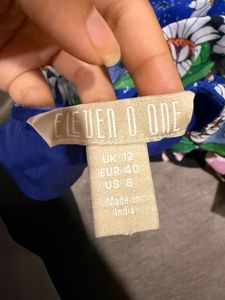 ELEVEN.O.ONE
UK 12
EUR 40
US 8
Made in
India